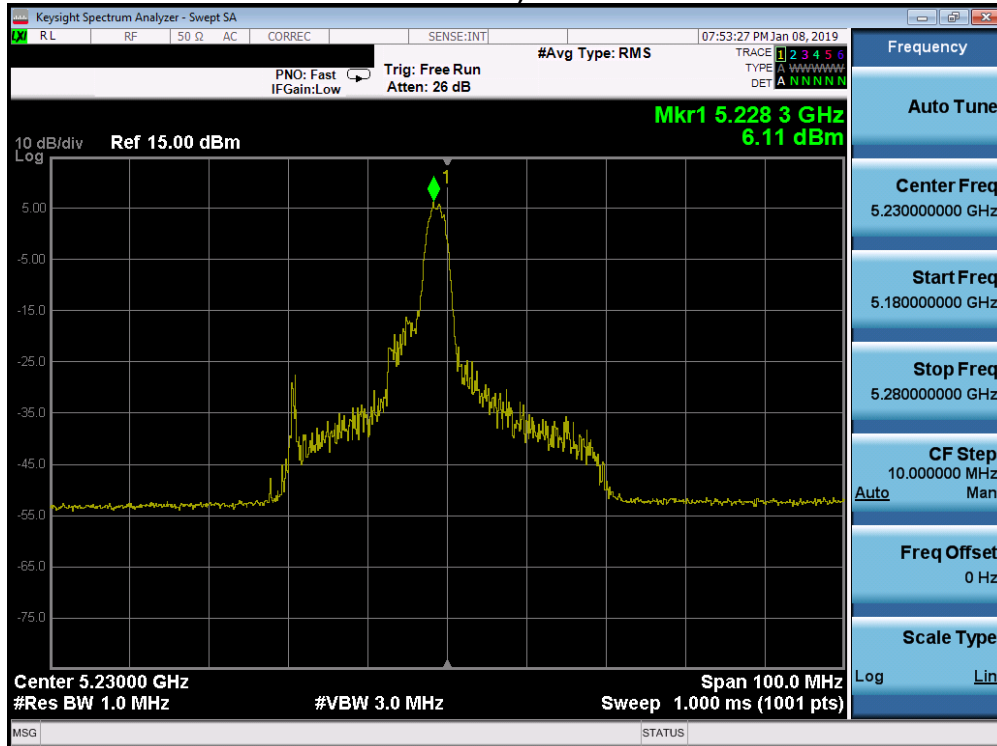 Keysight Spectrum Analyzer - Swept SA
LXI RL RF 50 Ω AC CORREC SENSE:INT 07:53:27 PM Jan 08, 2019
#Avg Type: RMS TRACE 1 2 3 4 5 6
PNO: Fast Trig: Free Run TYPE A WWWWW
IFGain:Low Atten: 26 dB DET A N N N N N
Mkr1 5.228 3 GHz
6.11 dBm
10 dB/div Ref 15.00 dBm
Log
1
5.00
-5.00
-15.0
-25.0
-35.0
-45.0
-55.0
-65.0
-75.0
Center 5.23000 GHz Span 100.0 MHz
#Res BW 1.0 MHz #VBW 3.0 MHz Sweep 1.000 ms (1001 pts)
MSG STATUS
Frequency
Auto Tune
Center Freq
5.230000000 GHz
Start Freq
5.180000000 GHz
Stop Freq
5.280000000 GHz
CF Step
10.000000 MHz
Auto Man
Freq Offset
0 Hz
Scale Type
Log Lin